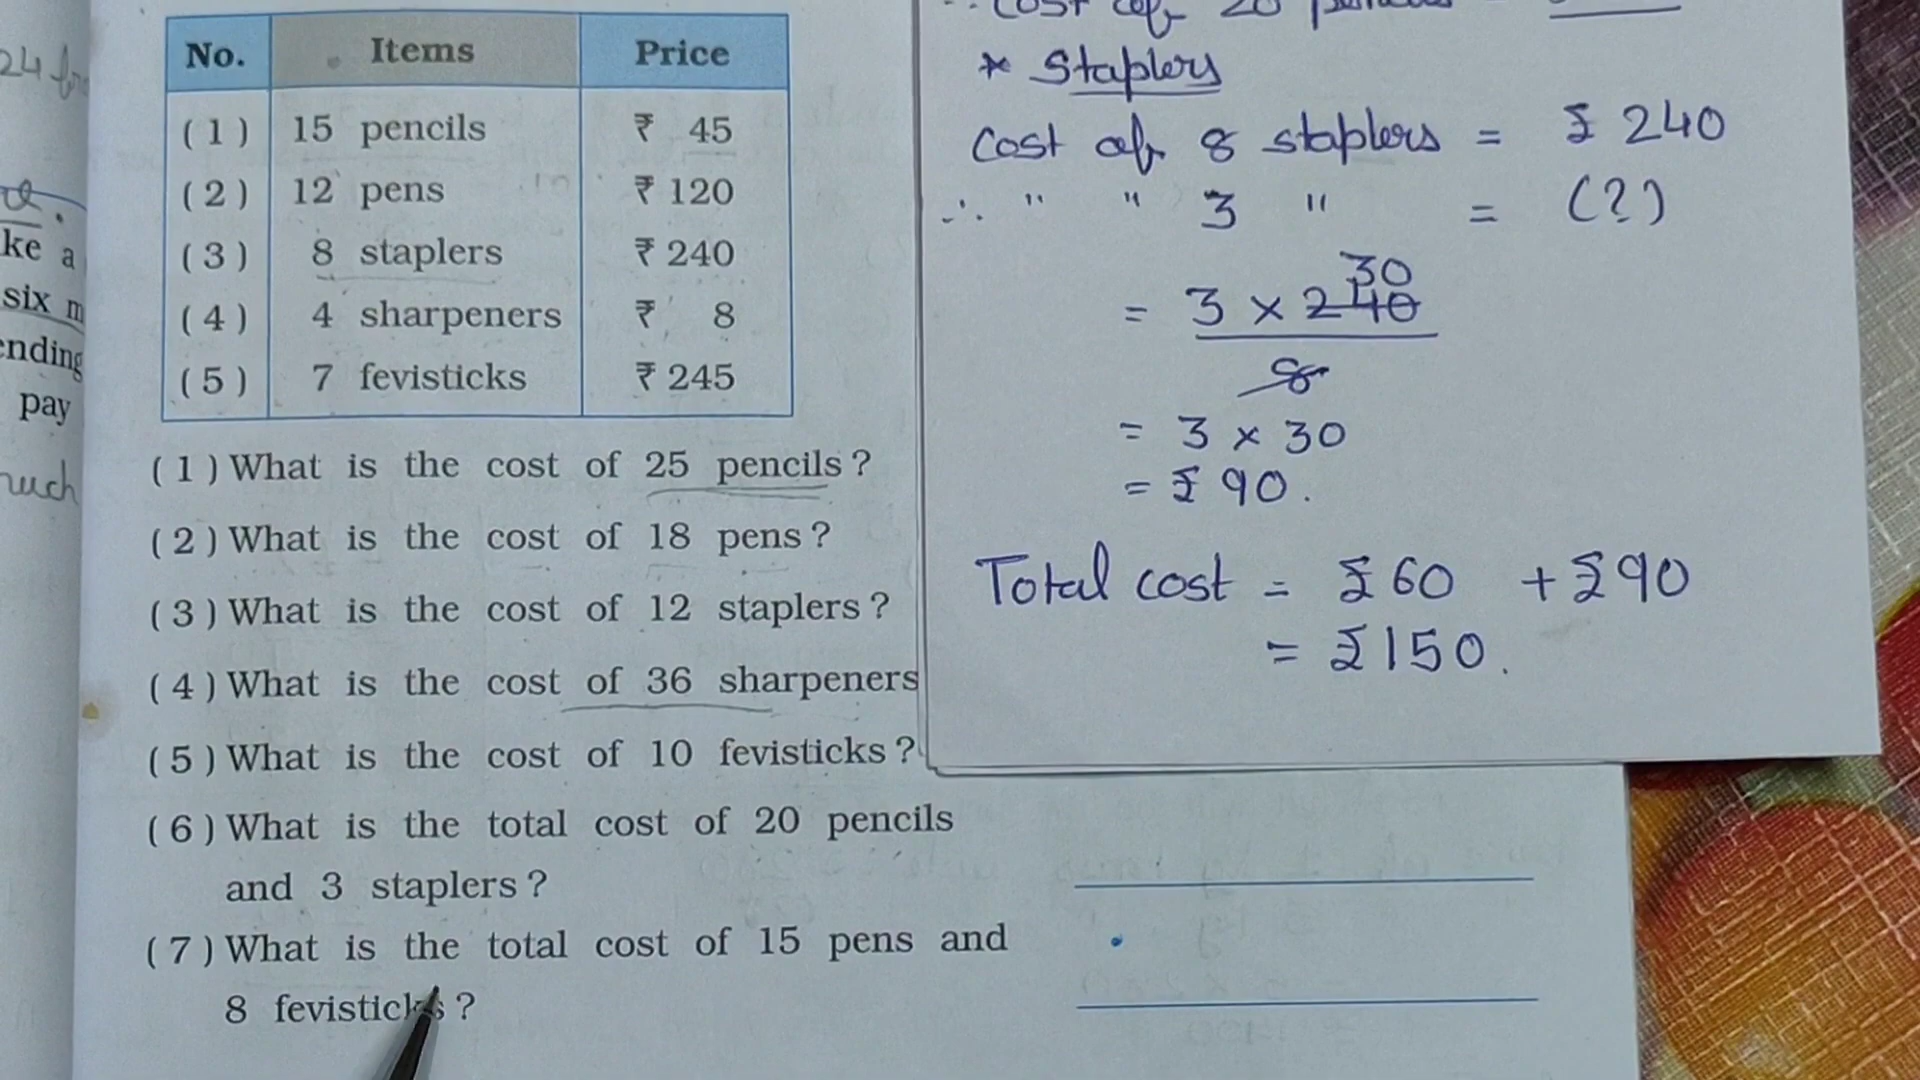 24
ke a
six m
ending
pay
much
No. Items Price
(1) 15 pencils ₹ 45
(2) 12 pens ₹ 120
(3) 8 staplers ₹ 240
(4) 4 sharpeners ₹ 8
(5) 7 fevisticks ₹ 245
(1) What is the cost of 25 pencils?
(2) What is the cost of 18 pens?
(3) What is the cost of 12 staplers?
(4) What is the cost of 36 sharpeners
(5) What is the cost of 10 fevisticks?
(6) What is the total cost of 20 pencils
and 3 staplers?
(7) What is the total cost of 15 pens and
8 fevisticks?
* Staplers
Cost of 8 staplers = ₹ 240
∴ " " 3 " = (?)
30
= 3 × 240
8
= 3 × 30
= ₹ 90.
Total cost = ₹ 60 + ₹ 90
= ₹ 150.